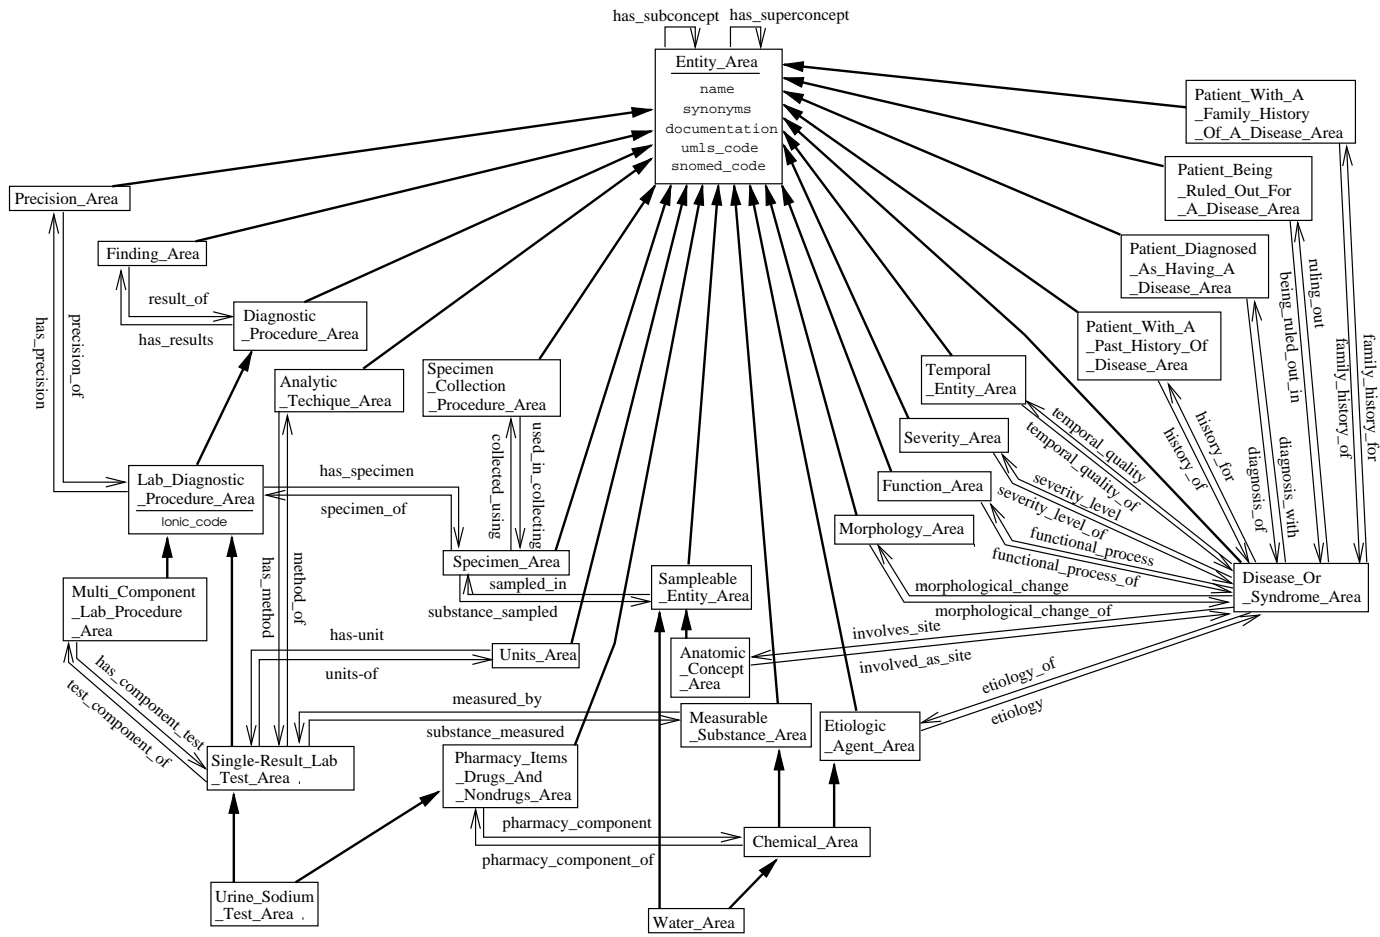 has_subconcept
has_superconcept
Entity_Area
name
synonyms
documentation
umls_code
snomed_code
Patient_With_A
_Family_History
_Of_A_Disease_Area
Patient_Being
_Ruled_Out_For
_A_Disease_Area
Precision_Area
Finding_Area
Patient_Diagnosed
_As_Having_A
_Disease_Area
result_of
has_results
Diagnostic
_Procedure_Area
has_precision
precision_of
Patient_With_A
_Past_History_Of
_Disease_Area
being_ruled_out_in
ruling_out
family_history_of
family_history_for
Analytic
_Techique_Area
Specimen
_Collection
_Procedure_Area
Temporal
_Entity_Area
Severity_Area
temporal_quality
temporal_quality_of
history_for
history_of
diagnosis_of
diagnosis_with
Lab_Diagnostic
_Procedure_Area
lonic_code
has_specimen
specimen_of
collected_using
used_in_collecting
Function_Area
severity_level
severity_level_of
Morphology_Area
functional_process
functional_process_of
Specimen_Area
sampled_in
substance_sampled
Sampleable
_Entity_Area
morphological_change
morphological_change_of
Disease_Or
_Syndrome_Area
Multi_Component
_Lab_Procedure
_Area
has_method
method_of
has-unit
units-of
Units_Area
Anatomic
_Concept
_Area
involves_site
involved_as_site
has_component_test
test_component_of
measured_by
substance_measured
Measurable
_Substance_Area
Etiologic
_Agent_Area
etiology_of
etiology
Single-Result_Lab
_Test_Area .
Pharmacy_Items
_Drugs_And
_Nondrugs_Area
pharmacy_component
pharmacy_component_of
Chemical_Area
Urine_Sodium
_Test_Area .
Water_Area